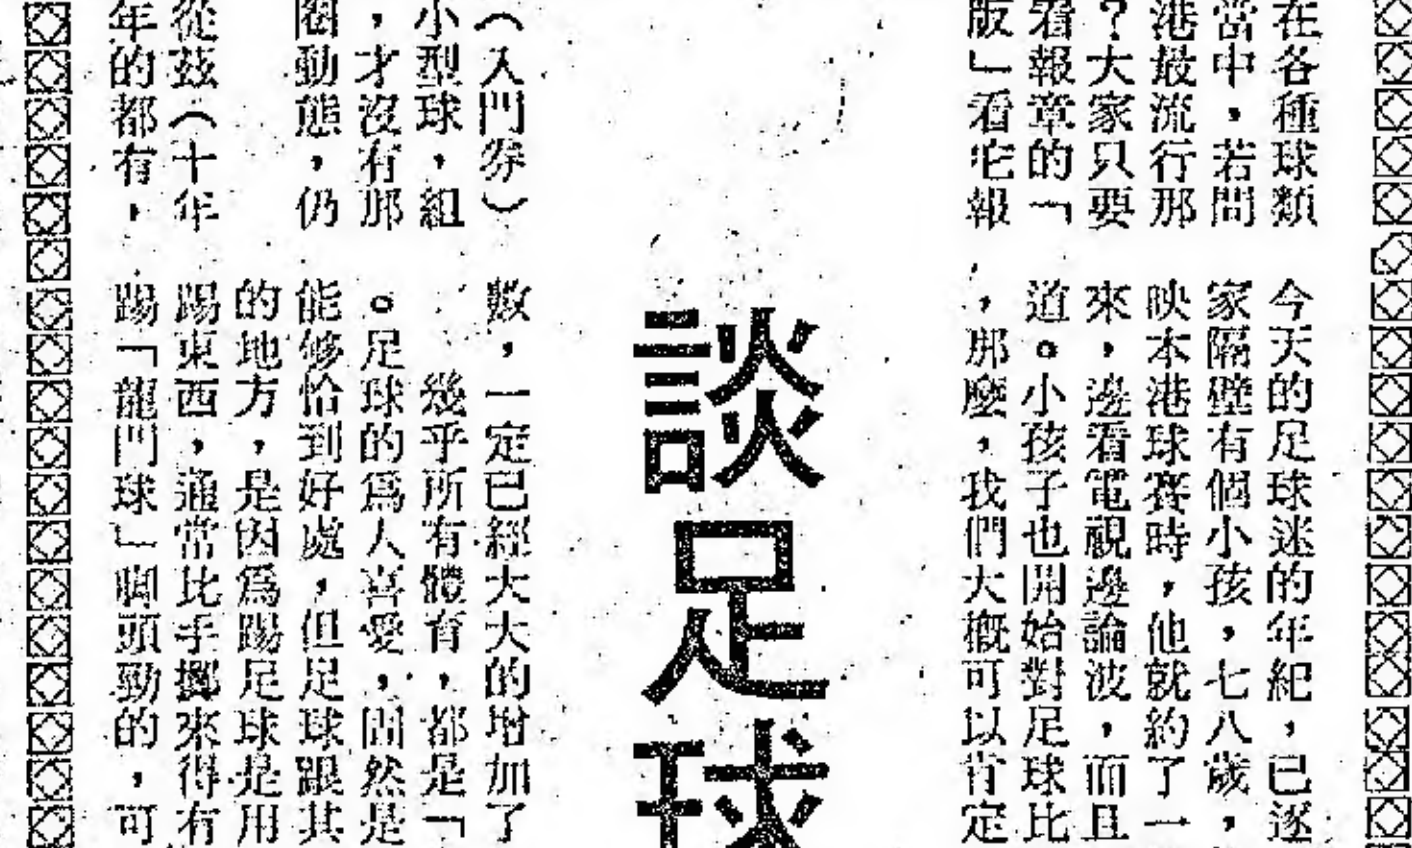 在各種球類
當中，若問
港最流行那
？大家只要
看報章的「
版」看它報
今天的足球迷的年紀，已逐
家隔壁有個小孩，七八歲，
映本港球賽時，他就約了一
來，邊看電視邊論波，而且
道。小孩子也開始對足球比
，那麼，我們大概可以肯定
談足球
（入門券）
小型球，組
，才沒有那
圈動態，仍
從茲（十年
年的都有，
數，一定已經大大的增加了
幾乎所有體育，都是「
。足球的爲人喜愛，固然是
能够恰到好處，但足球跟其
的地方，是因爲踢足球是用
踢東西，通常比手擲來得有
踢「龍門球」脚頭勁的，可